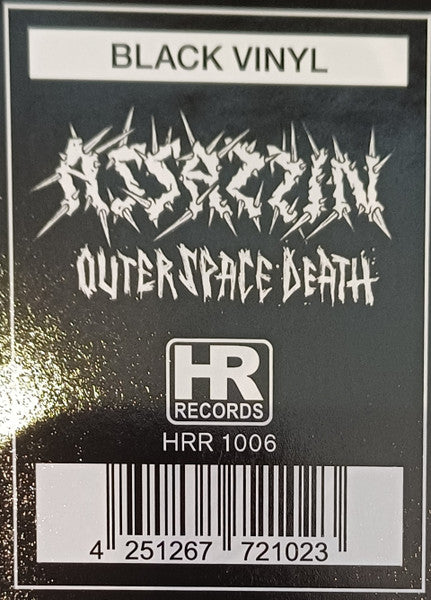 BLACK VINYL
ASSAZZIN
OUTER SPACE DEATH
HR
RECORDS
HRR 1006
4 251267 721023